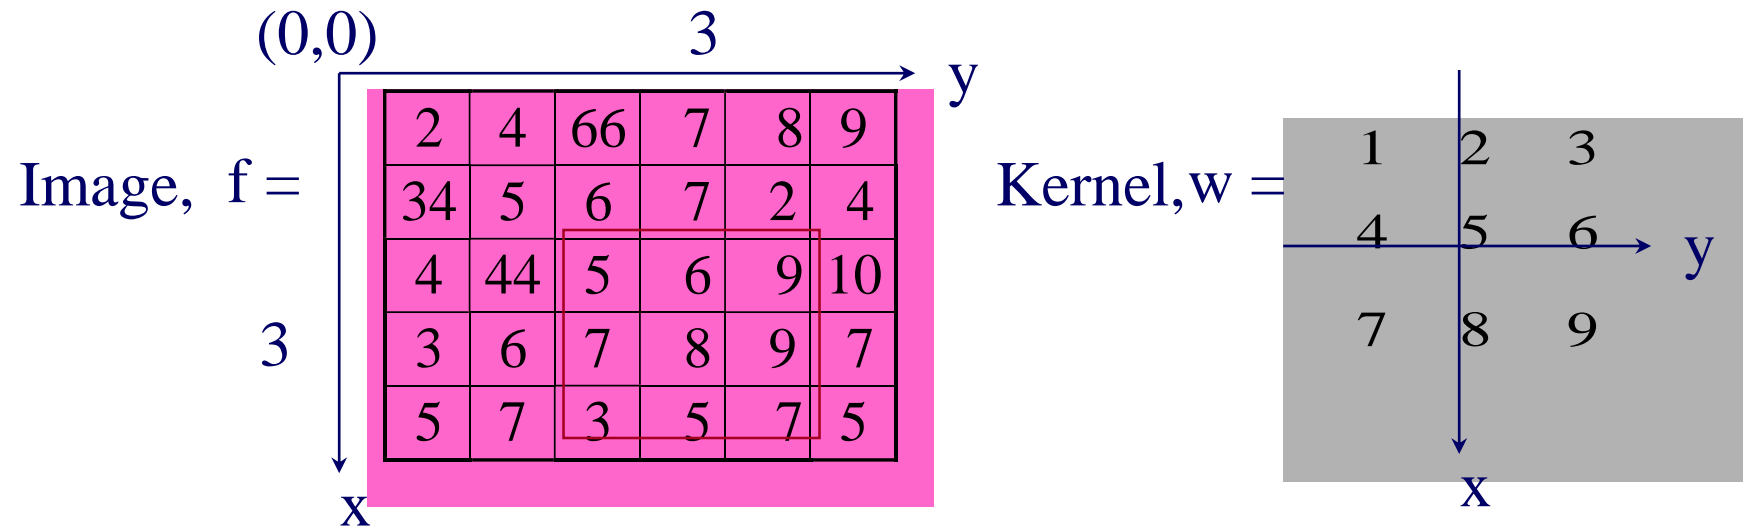 (0,0) 3 y
Image, f =
2 4 66 7 8 9
34 5 6 7 2 4
4 44 5 6 9 10
3 3 6 7 8 9 7
5 7 3 5 7 5
x
Kernel,w =
1 2 3
4 5 6
y
7 8 9
x